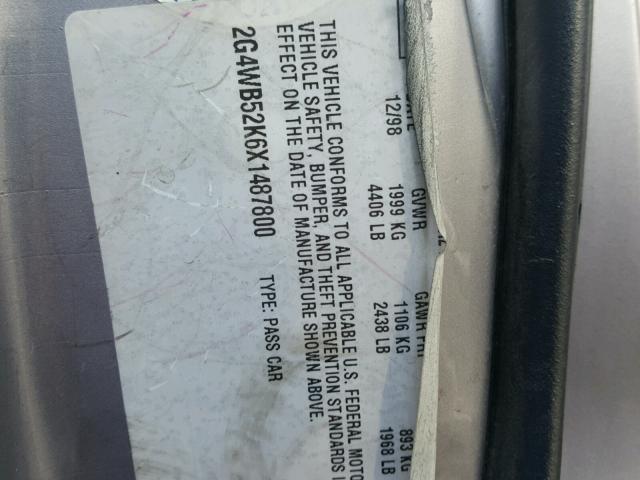 DATE GVWR GAWR FRT
12/98 1999 KG 1106 KG 893 KG
4406 LB 2438 LB 1968 LB
THIS VEHICLE CONFORMS TO ALL APPLICABLE U.S. FEDERAL MOTO
VEHICLE SAFETY, BUMPER, AND THEFT PREVENTION STANDARDS I
EFFECT ON THE DATE OF MANUFACTURE SHOWN ABOVE.
2G4WB52K6X1487800 TYPE: PASS CAR